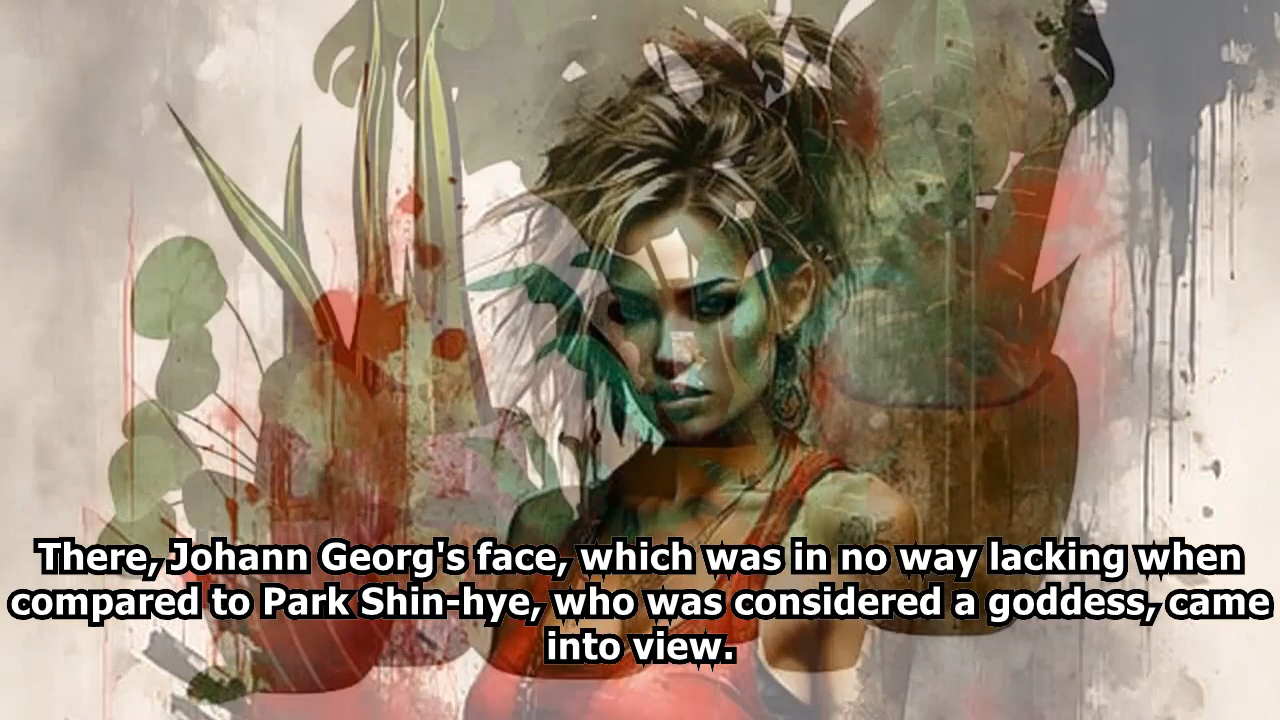 There, Johann Georg's face, which was in no way lacking when
compared to Park Shin-hye, who was considered a goddess, came
into view.